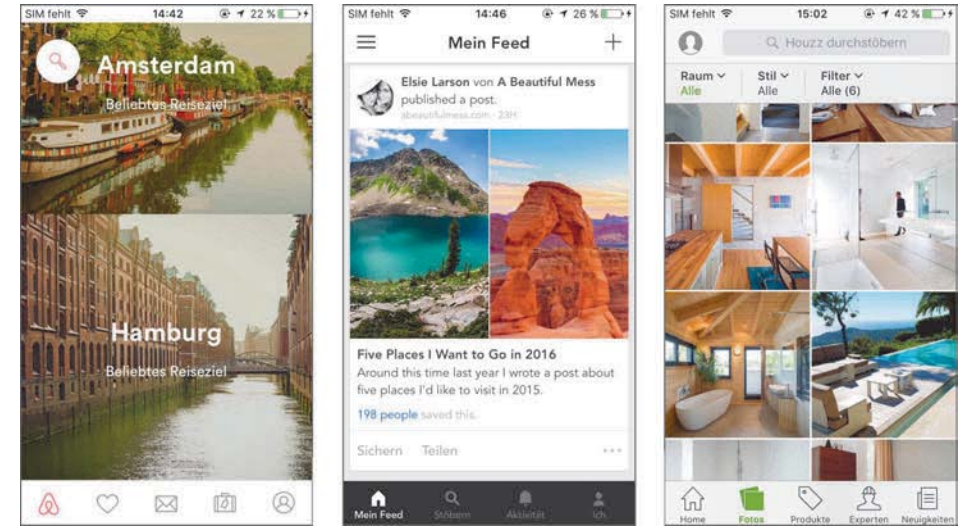 SIM fehlt 14:42 22 %
Amsterdam
Beliebtes Reiseziel
Hamburg
Beliebtes Reiseziel
SIM fehlt 14:46 26 %
Mein Feed
Elsie Larson von A Beautiful Mess
published a post.
abeautifulmess.com · 23H
Five Places I Want to Go in 2016
Around this time last year I wrote a post about
five places I'd like to visit in 2015.
198 people saved this.
Sichern Teilen
Mein Feed Stöbern Aktivität Ich
SIM fehlt 15:02 42 %
Houzz durchstöbern
Raum Stil Filter
Alle Alle Alle (6)
Home Fotos Produkte Experten Neuigkeiten